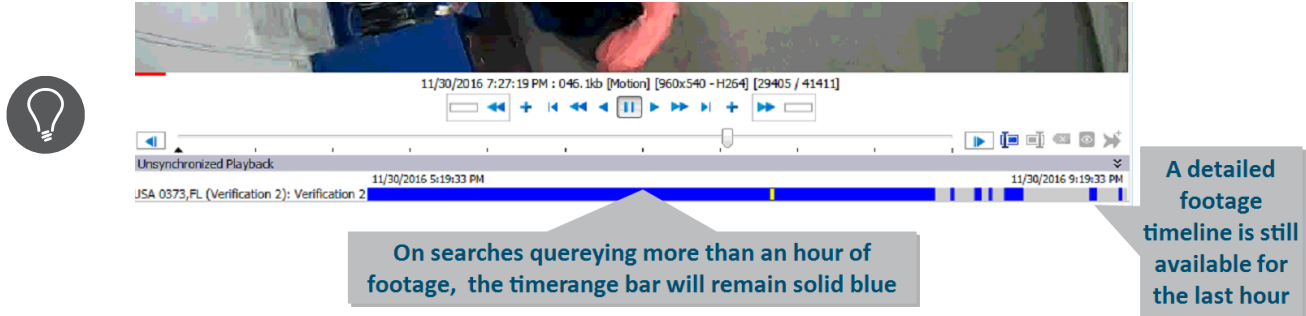 11/30/2016 7:27:19 PM : 046.1kb [Motion] [960x540 - H264] [29405 / 41411]
Unsynchronized Playback
11/30/2016 5:19:33 PM 11/30/2016 9:19:33 PM
USA 0373,FL (Verification 2): Verification 2
On searches quereying more than an hour of
footage, the timerange bar will remain solid blue
A detailed
footage
timeline is still
available for
the last hour